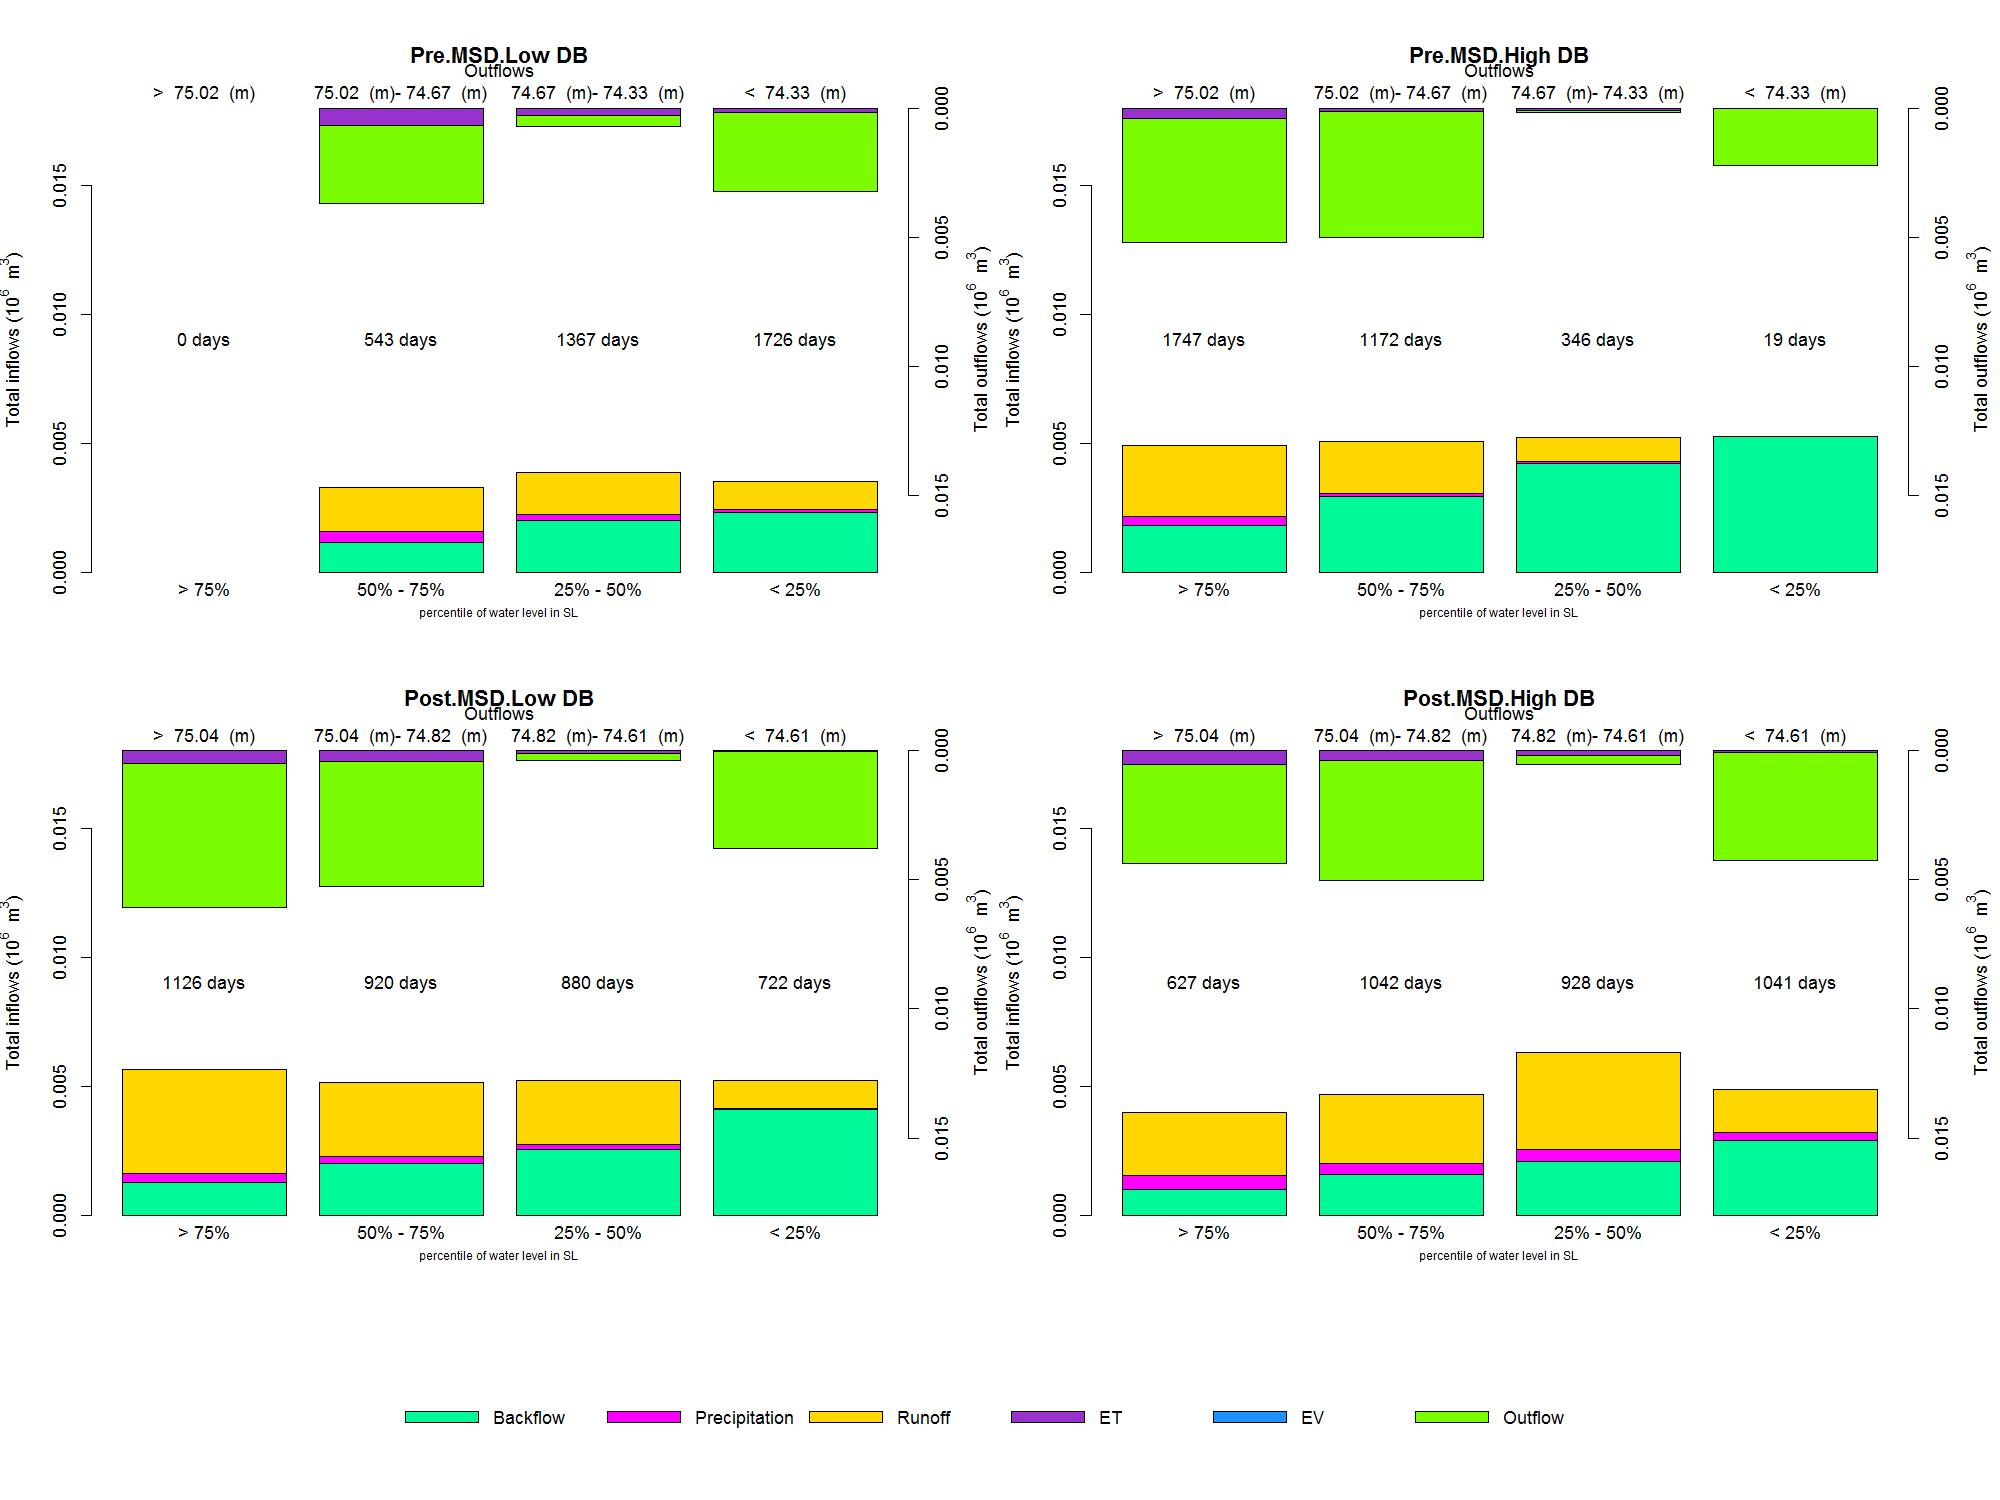 Pre.MSD.Low DB
Outflows
> 75.02 (m)
75.02 (m)- 74.67 (m)
74.67 (m)- 74.33 (m)
< 74.33 (m)
Total inflows (10^6 m^3)
0.000
0.005
0.010
0.015
0 days
543 days
1367 days
1726 days
0.000
0.005
0.010
0.015
Total outflows (10^6 m^3)
> 75%
50% - 75%
25% - 50%
< 25%
percentile of water level in SL
Pre.MSD.High DB
Outflows
> 75.02 (m)
75.02 (m)- 74.67 (m)
74.67 (m)- 74.33 (m)
< 74.33 (m)
Total inflows (10^6 m^3)
0.000
0.005
0.010
0.015
1747 days
1172 days
346 days
19 days
0.000
0.005
0.010
0.015
Total outflows (10^6 m^3)
> 75%
50% - 75%
25% - 50%
< 25%
percentile of water level in SL
Post.MSD.Low DB
Outflows
> 75.04 (m)
75.04 (m)- 74.82 (m)
74.82 (m)- 74.61 (m)
< 74.61 (m)
Total inflows (10^6 m^3)
0.000
0.005
0.010
0.015
1126 days
920 days
880 days
722 days
0.000
0.005
0.010
0.015
Total outflows (10^6 m^3)
> 75%
50% - 75%
25% - 50%
< 25%
percentile of water level in SL
Post.MSD.High DB
Outflows
> 75.04 (m)
75.04 (m)- 74.82 (m)
74.82 (m)- 74.61 (m)
< 74.61 (m)
Total inflows (10^6 m^3)
0.000
0.005
0.010
0.015
627 days
1042 days
928 days
1041 days
0.000
0.005
0.010
0.015
Total outflows (10^6 m^3)
> 75%
50% - 75%
25% - 50%
< 25%
percentile of water level in SL
Backflow
Precipitation
Runoff
ET
EV
Outflow